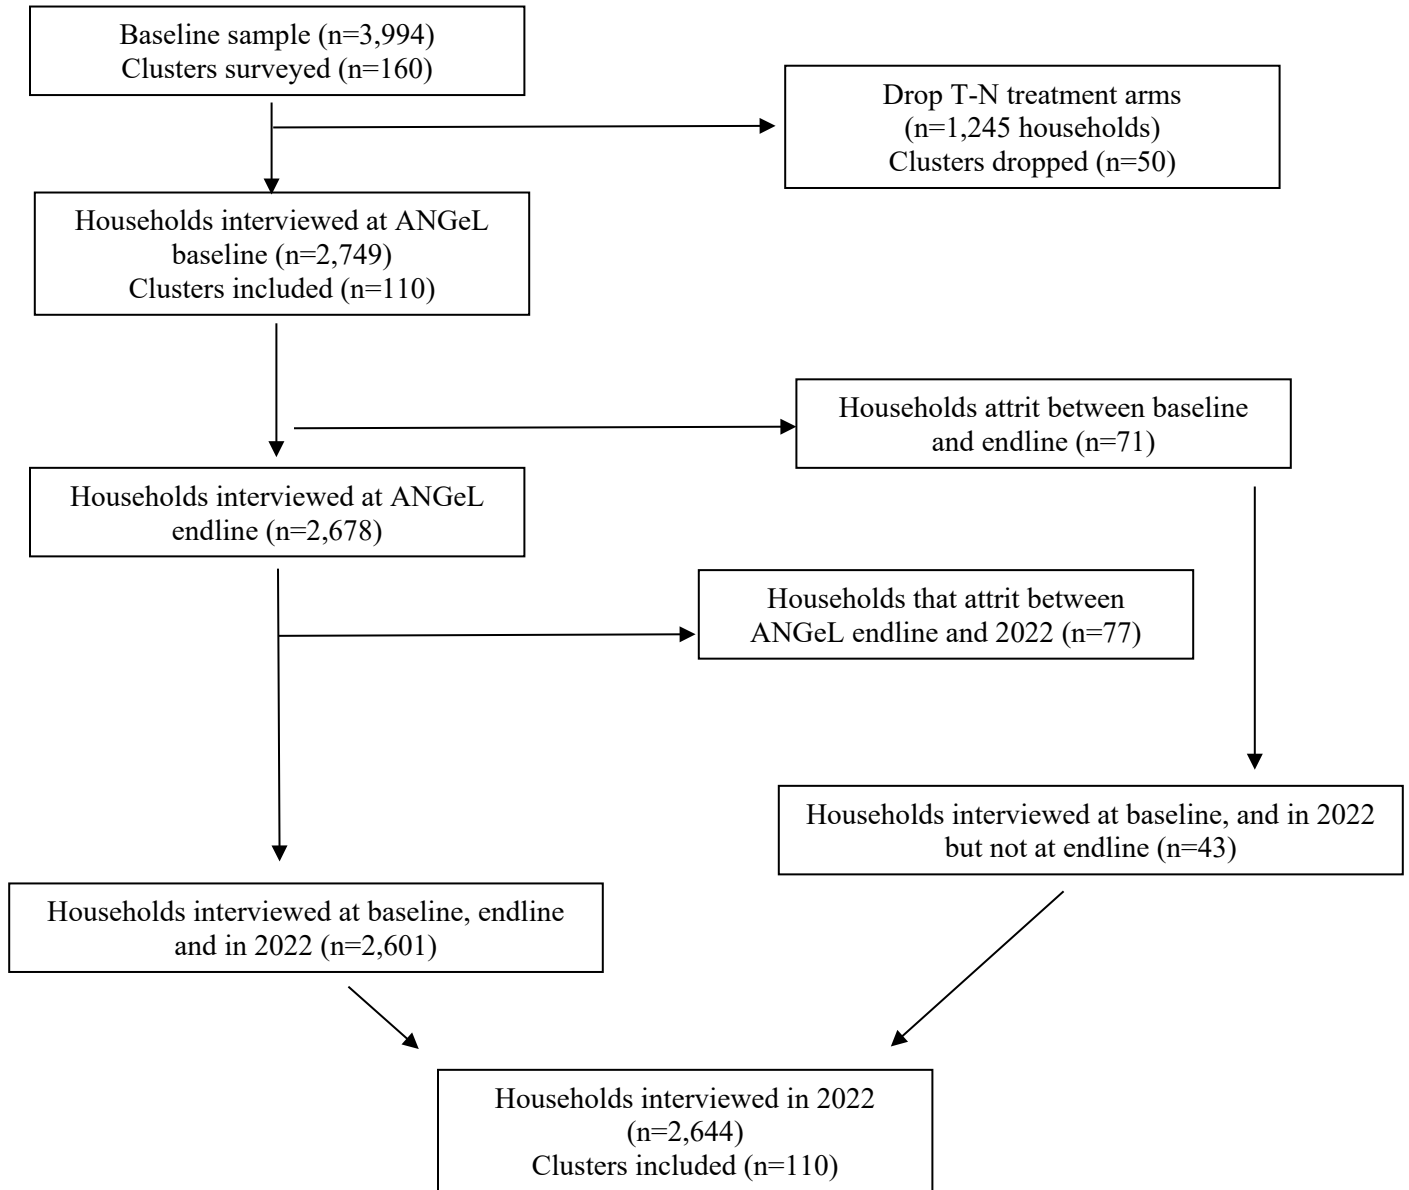 Baseline sample (n=3,994)
Clusters surveyed (n=160)
Drop T-N treatment arms
(n=1,245 households)
Clusters dropped (n=50)
Households interviewed at ANGeL
baseline (n=2,749)
Clusters included (n=110)
Households attrit between baseline
and endline (n=71)
Households interviewed at ANGeL
endline (n=2,678)
Households that attrit between
ANGeL endline and 2022 (n=77)
Households interviewed at baseline, and in 2022
but not at endline (n=43)
Households interviewed at baseline, endline
and in 2022 (n=2,601)
Households interviewed in 2022
(n=2,644)
Clusters included (n=110)